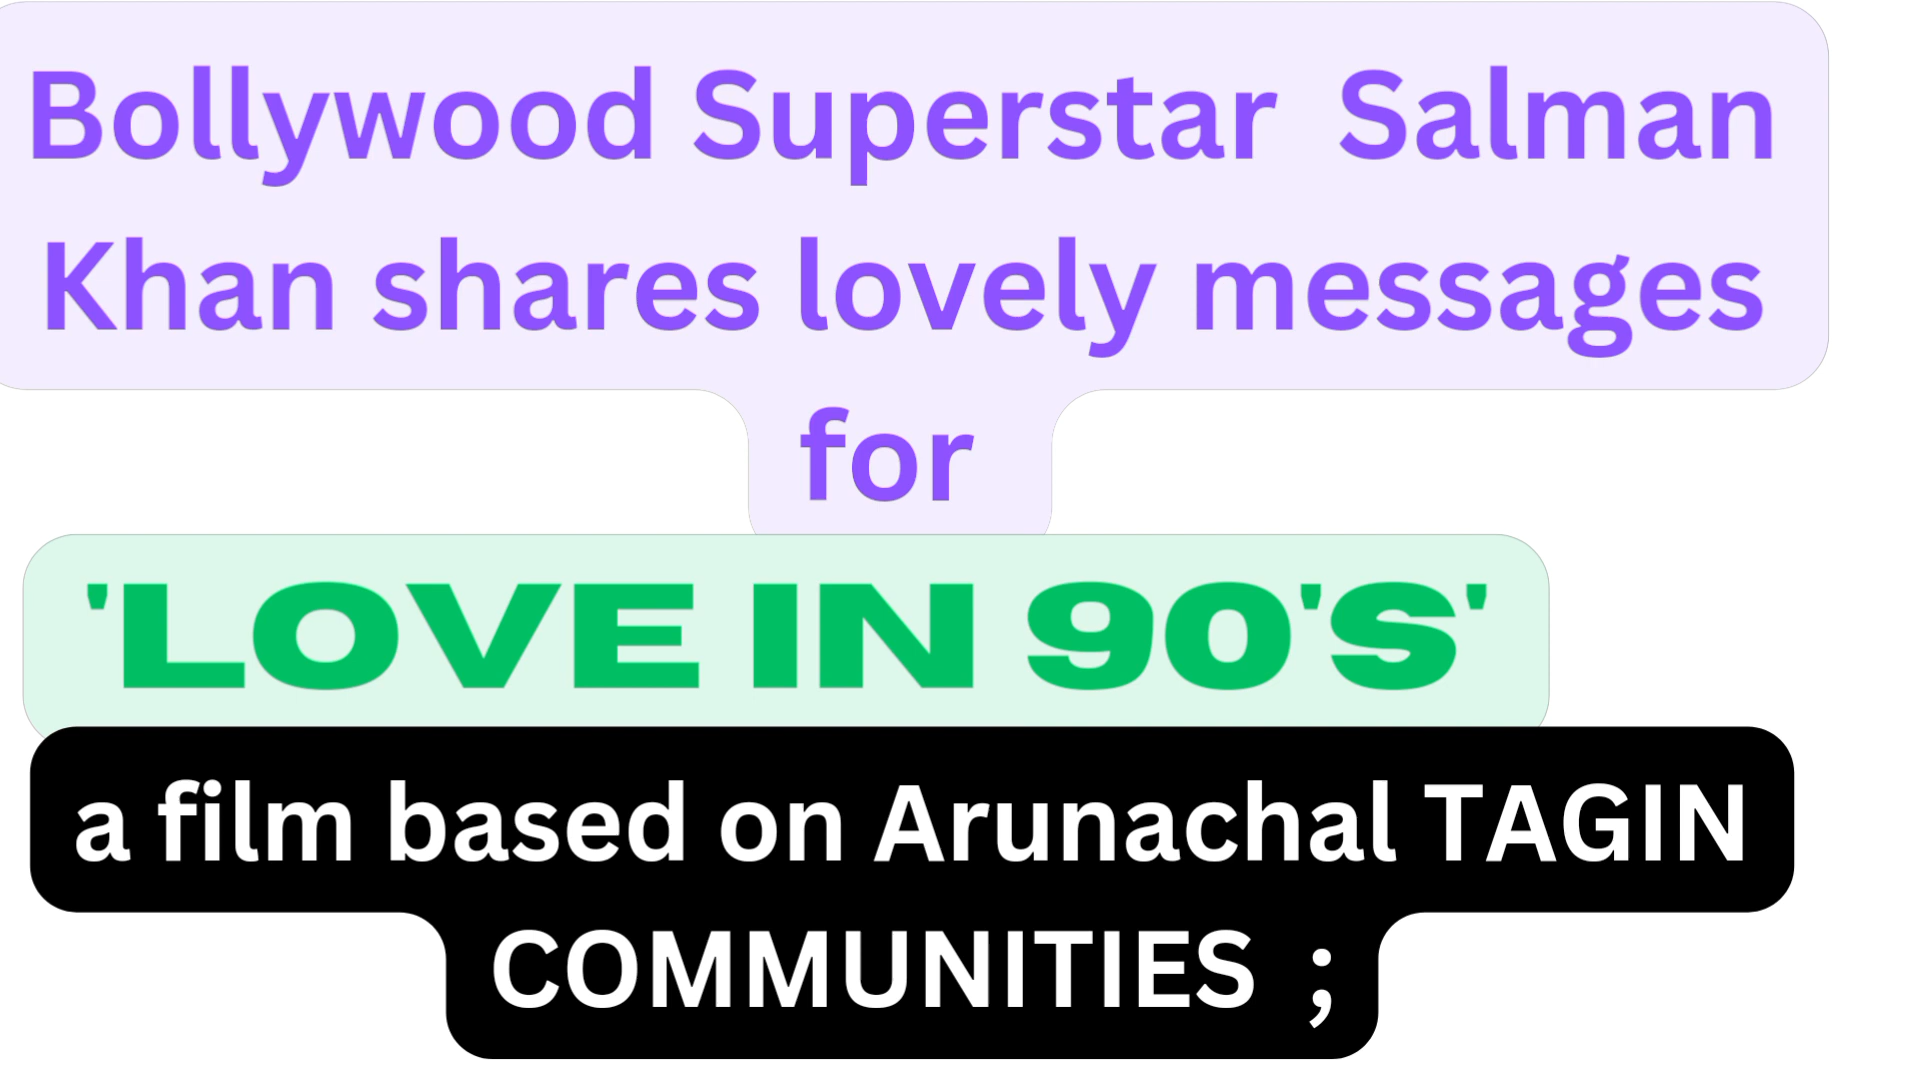 Bollywood Superstar  Salman
Khan shares lovely messages
for
'LOVE IN 90'S'
a film based on Arunachal TAGIN
COMMUNITIES  ;